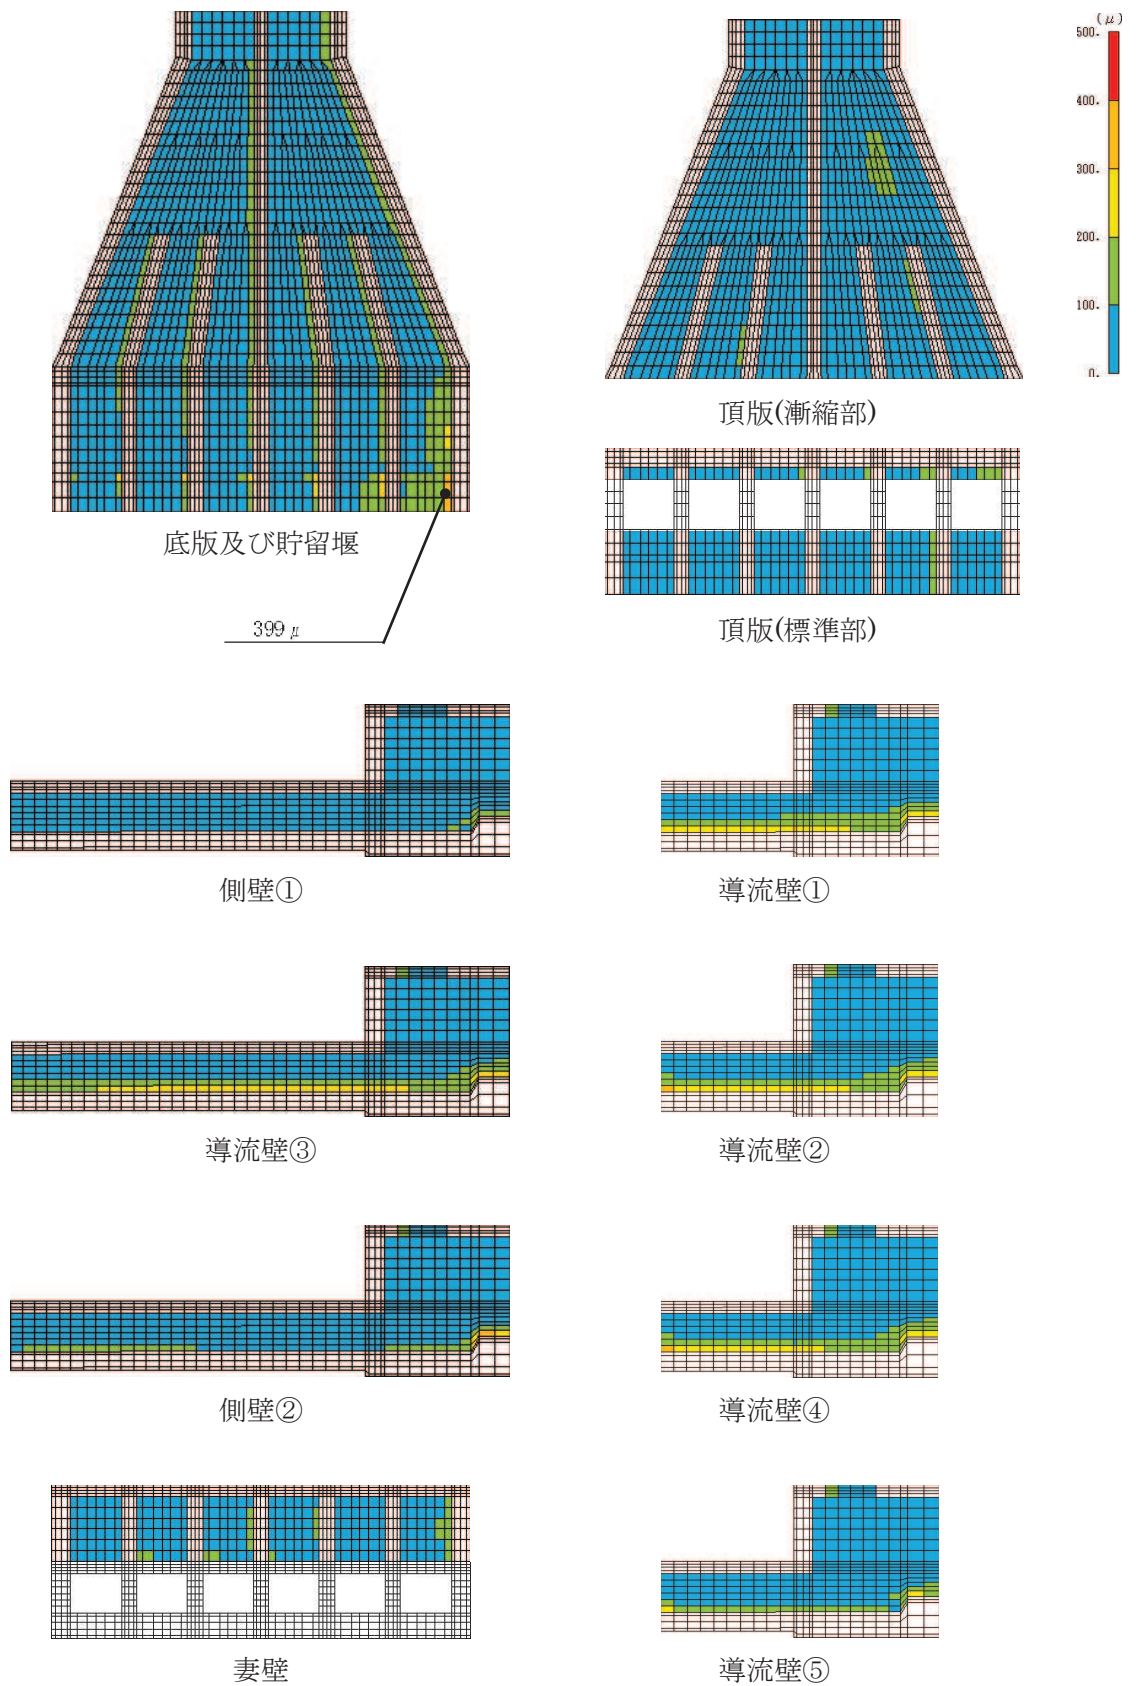 (μ)
500.
400.
300.
200.
100.
0.
頂版(漸縮部)
底版及び貯留堰
399μ
頂版(標準部)
側壁①
導流壁①
導流壁③
導流壁②
側壁②
導流壁④
妻壁
導流壁⑤